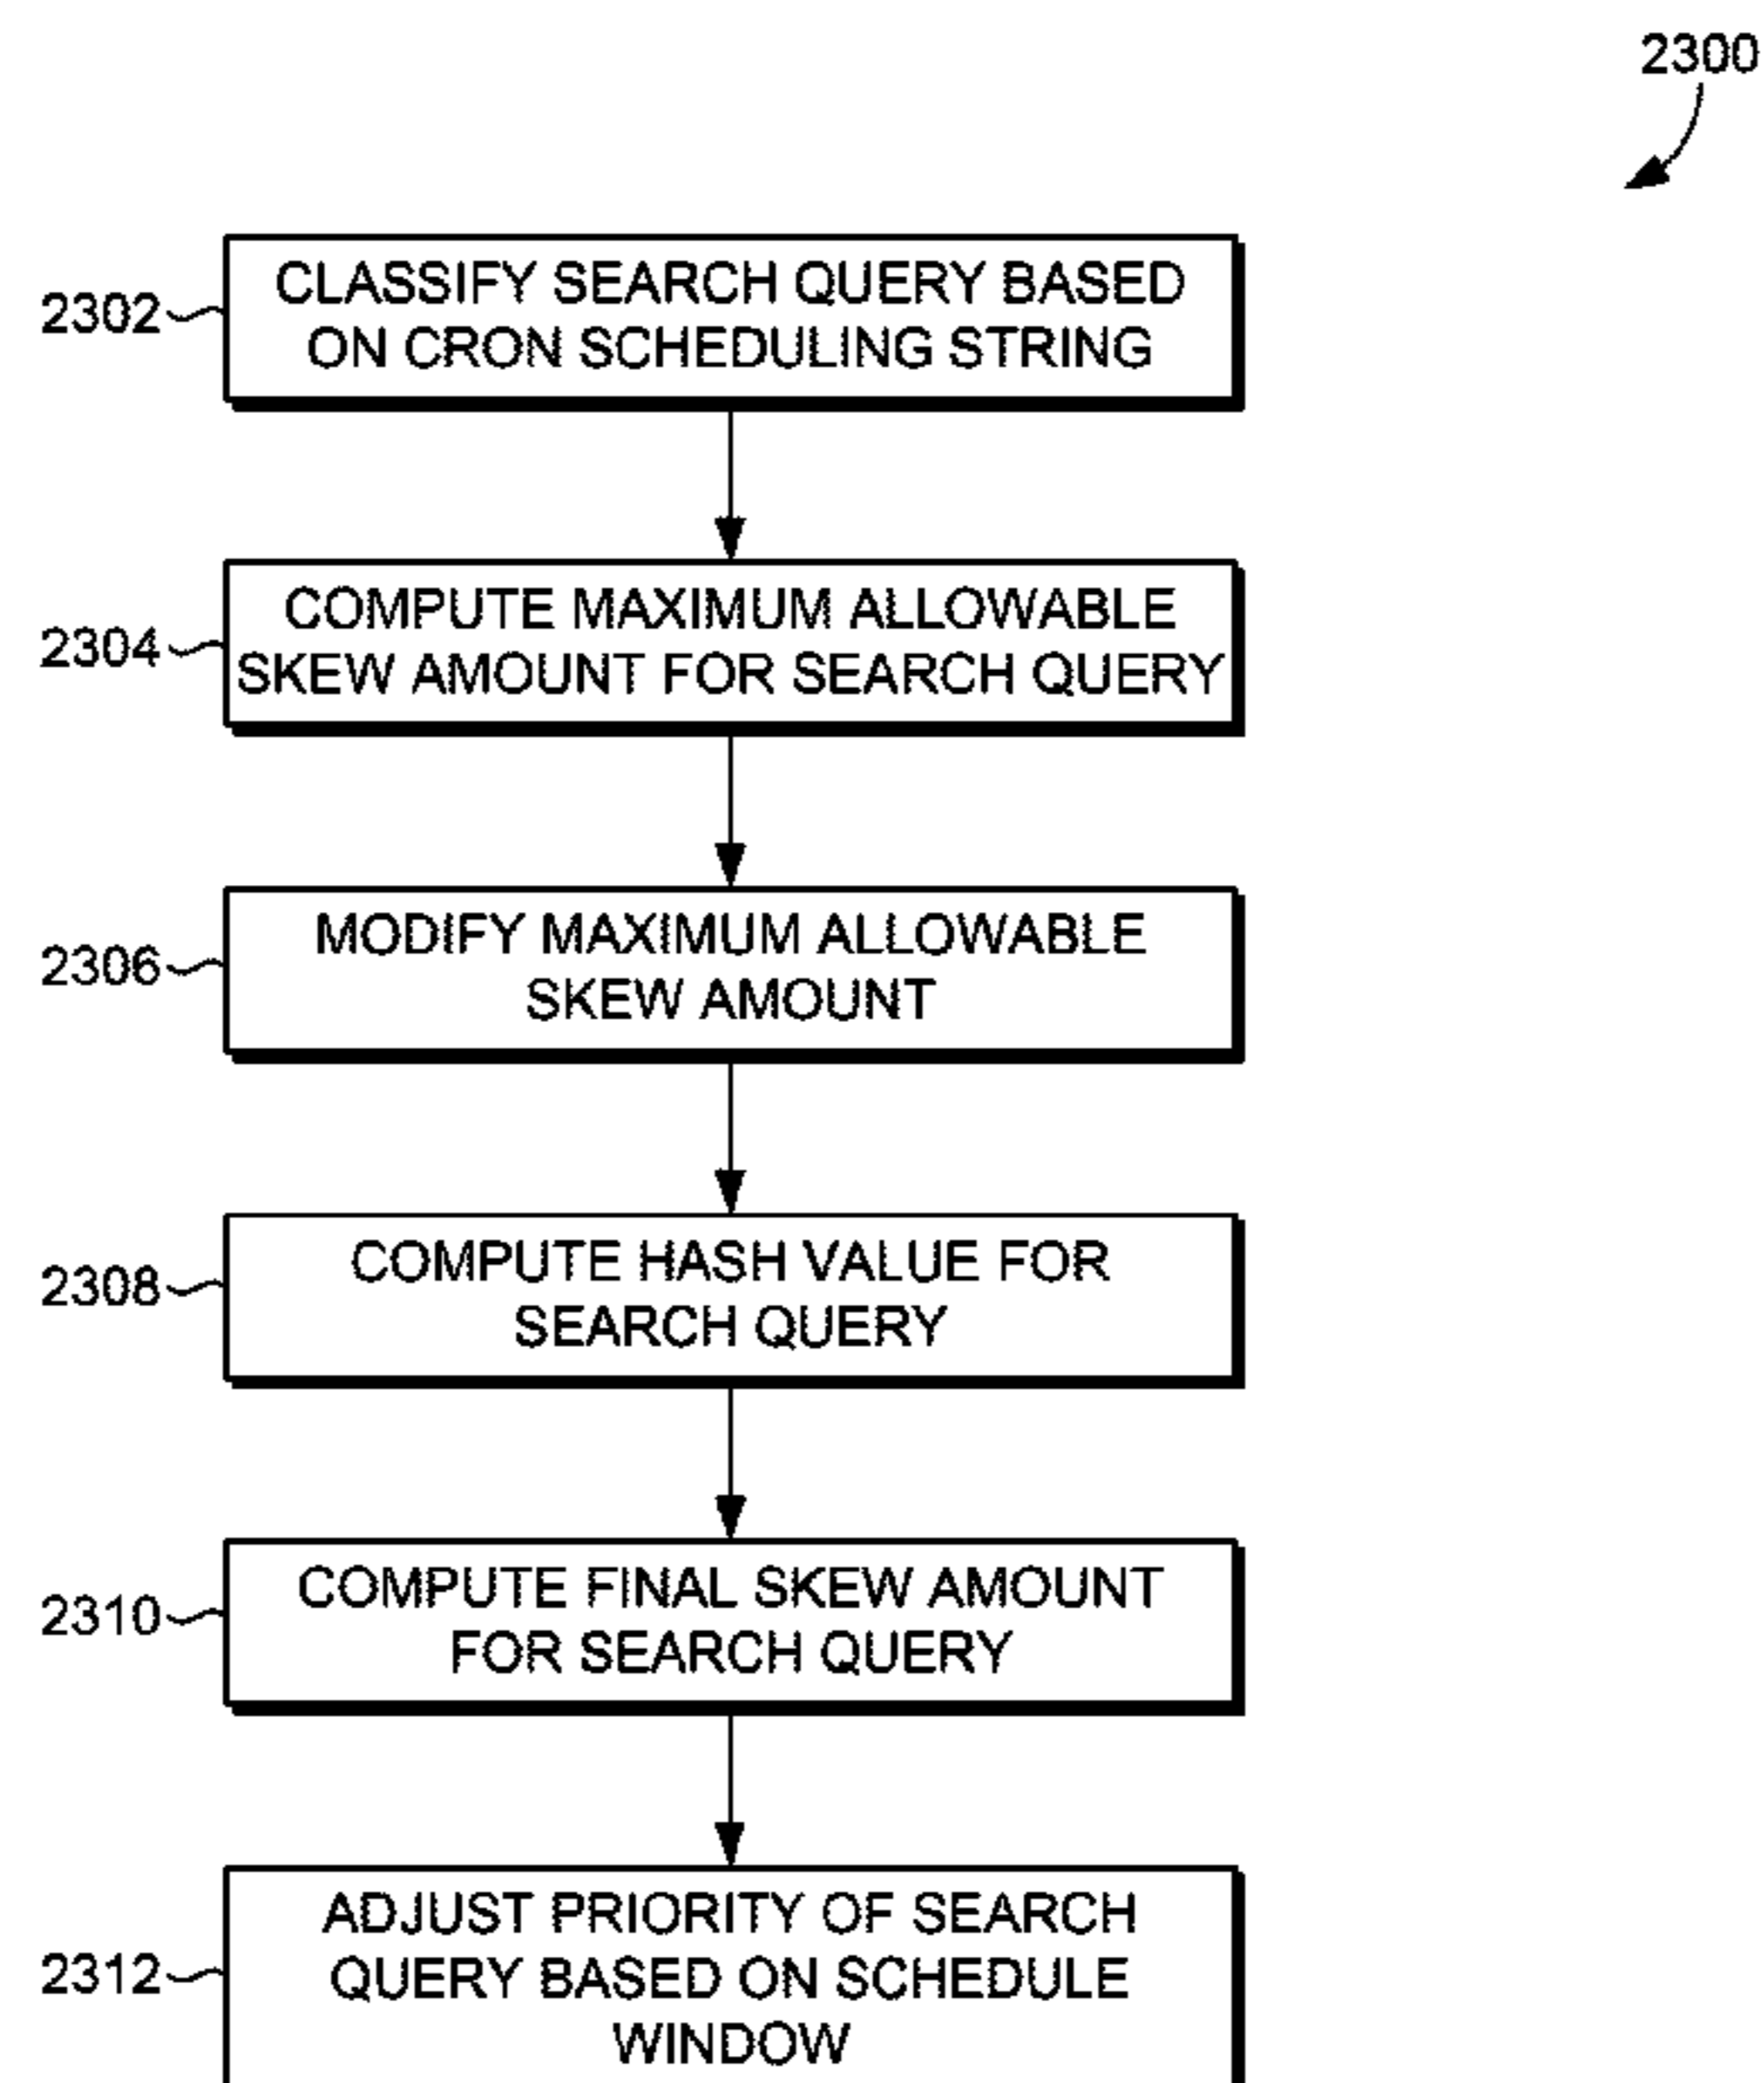 2300
2302
CLASSIFY SEARCH QUERY BASED
ON CRON SCHEDULING STRING
2304
COMPUTE MAXIMUM ALLOWABLE
SKEW AMOUNT FOR SEARCH QUERY
2306
MODIFY MAXIMUM ALLOWABLE
SKEW AMOUNT
2308
COMPUTE HASH VALUE FOR
SEARCH QUERY
2310
COMPUTE FINAL SKEW AMOUNT
FOR SEARCH QUERY
2312
ADJUST PRIORITY OF SEARCH
QUERY BASED ON SCHEDULE
WINDOW